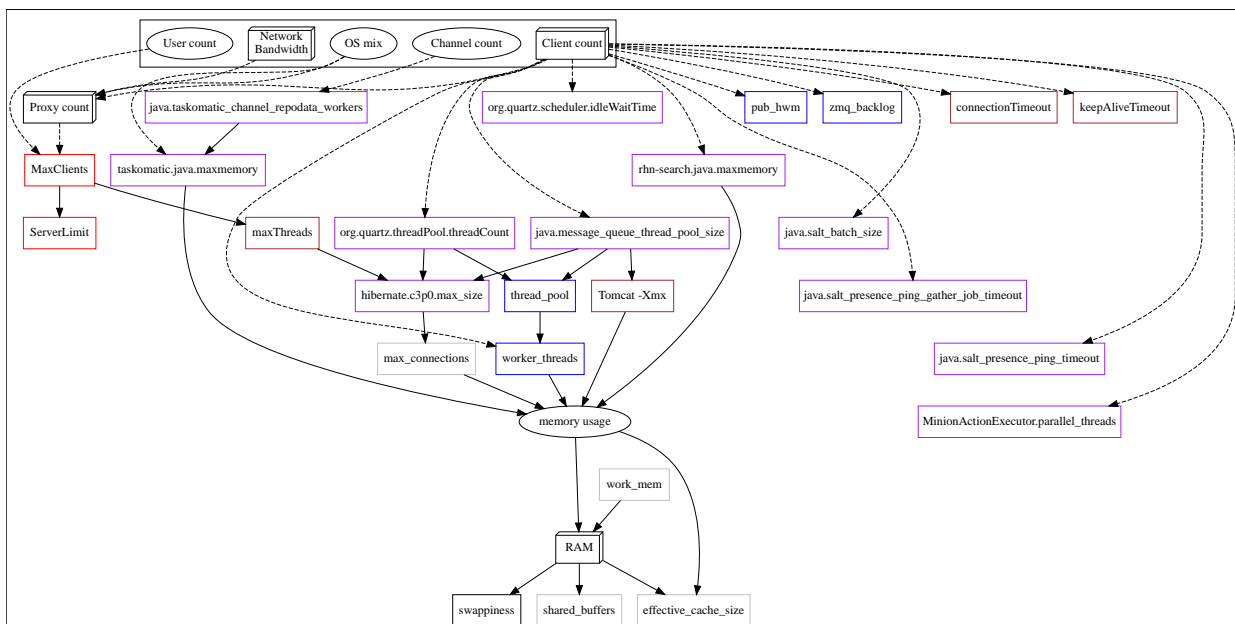 User count
Network
Bandwidth
OS mix
Channel count
Client count
Proxy count
java.taskomatic_channel_repodata_workers
org.quartz.scheduler.idleWaitTime
pub_hwm
zmq_backlog
connectionTimeout
keepAliveTimeout
MaxClients
taskomatic.java.maxmemory
rhn-search.java.maxmemory
ServerLimit
maxThreads
org.quartz.threadPool.threadCount
java.message_queue_thread_pool_size
java.salt_batch_size
hibernate.c3p0.max_size
thread_pool
Tomcat -Xmx
java.salt_presence_ping_gather_job_timeout
max_connections
worker_threads
java.salt_presence_ping_timeout
memory usage
MinionActionExecutor.parallel_threads
work_mem
RAM
swappiness
shared_buffers
effective_cache_size